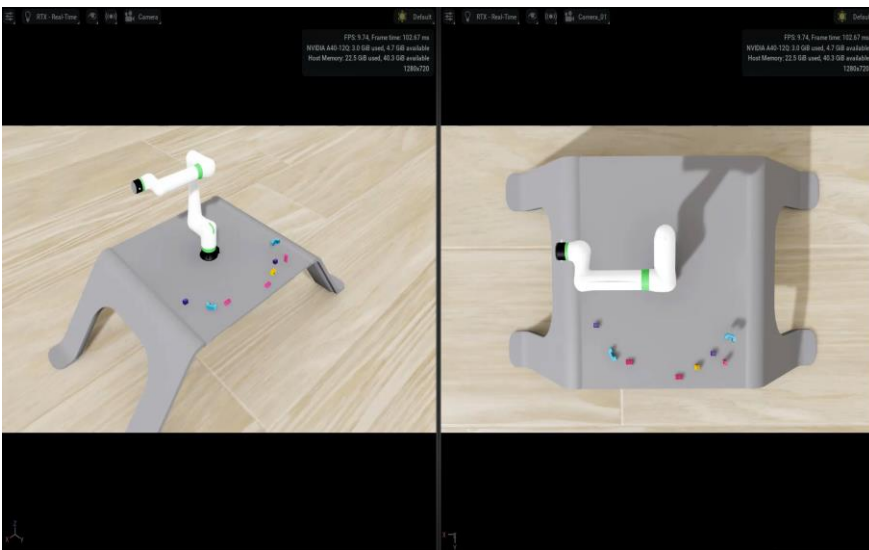 RTX - Real-Time
Camera
Default
FPS: 9.74, Frame time: 102.67 ms
NVIDIA A40-12Q: 3.0 GiB used, 4.7 GiB available
Host Memory: 22.5 GiB used, 40.3 GiB available
1280x720
RTX - Real-Time
Camera_01
Defaul
FPS: 9.74, Frame time: 102.67 ms
NVIDIA A40-12Q: 3.0 GiB used, 4.7 GiB available
Host Memory: 22.5 GiB used, 40.3 GiB available
1280x720